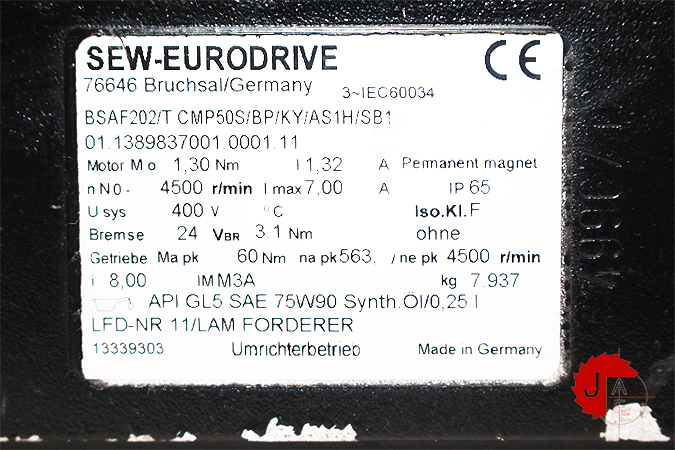 SEW-EURODRIVE CE
76646 Bruchsal/Germany 3~IEC60034
BSAF202/T CMP50S/BP/KY/AS1H/SB1
01.1389837001.0001.11
Motor M o 1,30 Nm I 1,32 A Permanent magnet
n N 0 - 4500 r/min I max 7,00 A IP 65
U sys 400 V °C Iso.Kl. F
Bremse 24 VBR 3.1 Nm ohne
Getriebe Ma pk 60 Nm na pk 563, / ne pk 4500 r/min
i 8,00 IM M3A kg 7.937
API GL5 SAE 75W90 Synth.Öl/0,25 l
LFD-NR 11/LAM FÖRDERER
13339303 Umrichterbetrieb Made in Germany